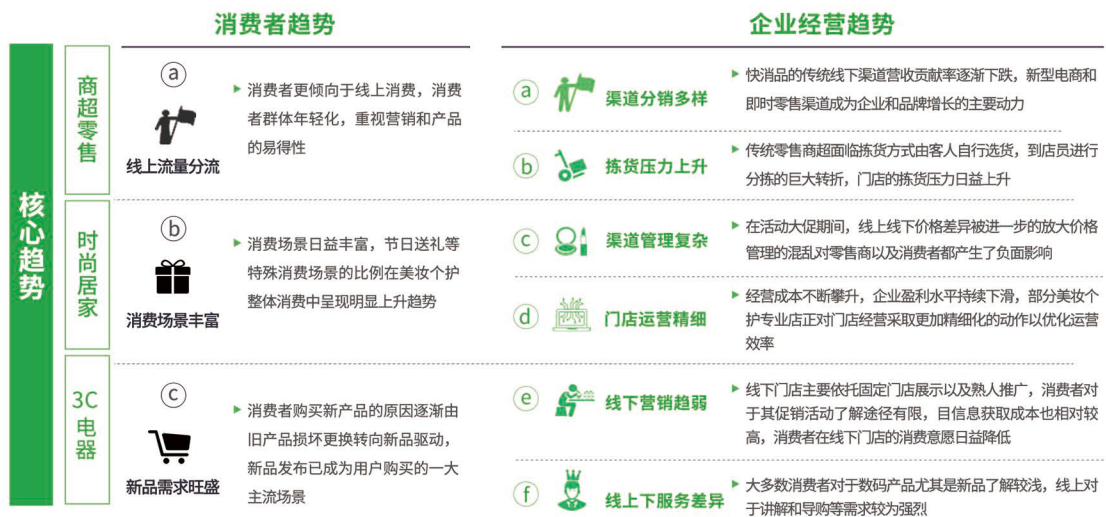 消费者趋势
企业经营趋势
核心趋势
商超零售
ⓐ
线上流量分流
▶ 消费者更倾向于线上消费，消费
者群体年轻化，重视营销和产品
的易得性
ⓐ
渠道分销多样
▶ 快消品的传统线下渠道营收贡献率逐渐下跌，新型电商和
即时零售渠道成为企业和品牌增长的主要动力
ⓑ
拣货压力上升
▶ 传统零售商超面临拣货方式由客人自行选货，到店员进行
分拣的巨大转折，门店的拣货压力日益上升
时尚居家
ⓑ
消费场景丰富
▶ 消费场景日益丰富，节日送礼等
特殊消费场景的比例在美妆个护
整体消费中呈现明显上升趋势
ⓒ
渠道管理复杂
▶ 在活动大促期间，线上线下价格差异被进一步的放大价格
管理的混乱对零售商以及消费者都产生了负面影响
ⓓ
门店运营精细
▶ 经营成本不断攀升，企业盈利水平持续下滑，部分美妆个
护专业店正对门店经营采取更加精细化的动作以优化运营
效率
3C电器
ⓒ
新品需求旺盛
▶ 消费者购买新产品的原因逐渐由
旧产品损坏更换转向新品驱动，
新品发布已成为用户购买的一大
主流场景
ⓔ
线下营销趋弱
▶ 线下门店主要依托固定门店展示以及熟人推广，消费者对
于其促销活动了解途径有限，目信息获取成本也相对较
高，消费者在线下门店的消费意愿日益降低
ⓕ
线上下服务差异
▶ 大多数消费者对于数码产品尤其是新品了解较浅，线上对
于讲解和导购等需求较为强烈